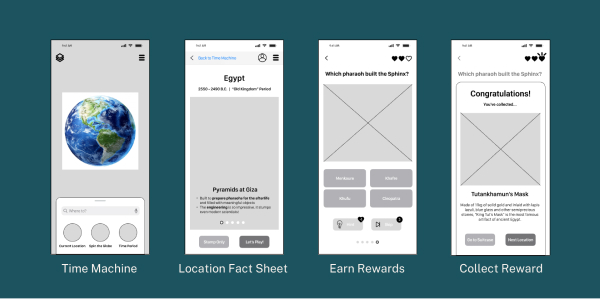 9:41 AM
Where to?
Current Location
Spin the Globe
Time Period
Time Machine
9:41 AM
Back to Time Machine
Egypt
2550 - 2490 B.C. | "Old Kingdom" Period
Pyramids at Giza
Built to prepare pharaohs for the afterlife
and filled with meaningful objects
The engineering is so impressive, it stumps
even modern scientists
Let's Play!
Location Fact Sheet
9:41 AM
Which pharaoh built the Sphinx?
Khafre
Khufu
Cleopatra
Earn Rewards
9:41 AM
Which pharaoh built the Sphinx?
Congratulations!
You've collected...
Tutankhamun's Mask
Made of 11kg of solid gold and inlaid with lapis
lazuli, blue glass and other semiprecious
stones, "King Tut's Mask" is the most famous
artifact of ancient Egypt.
Go to Suitcase
Next Location
Collect Reward